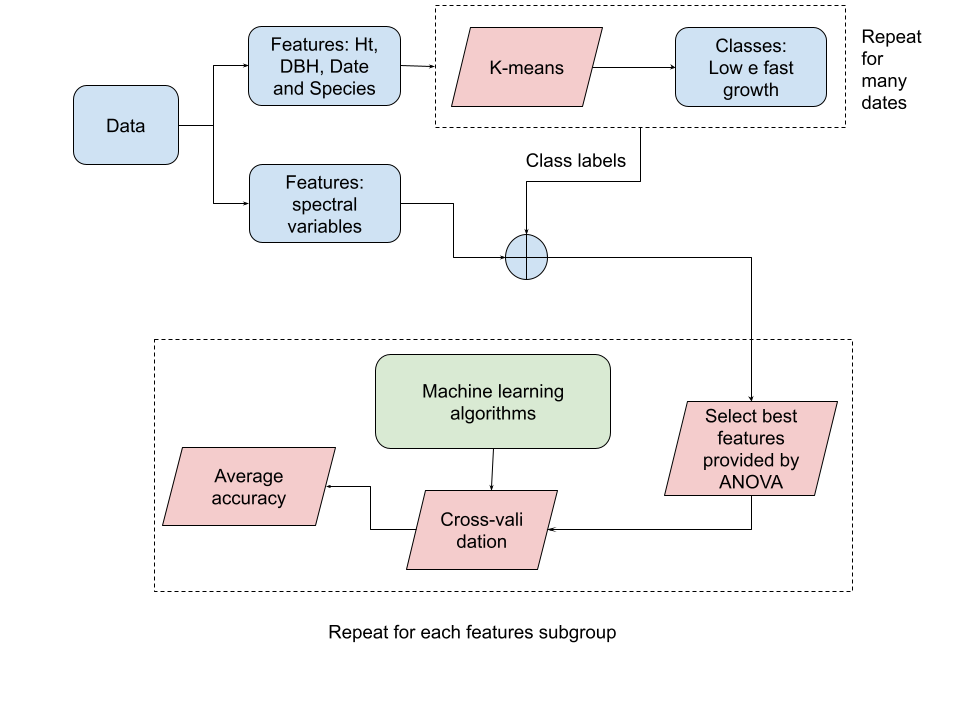 Features: Ht,
DBH, Date
and Species
K-means
Classes:
Low e fast
growth
Repeat
for
many
dates
Data
Class labels
Features:
spectral
variables
Machine learning
algorithms
Select best
features
provided by
ANOVA
Average
accuracy
Cross-vali
dation
Repeat for each features subgroup